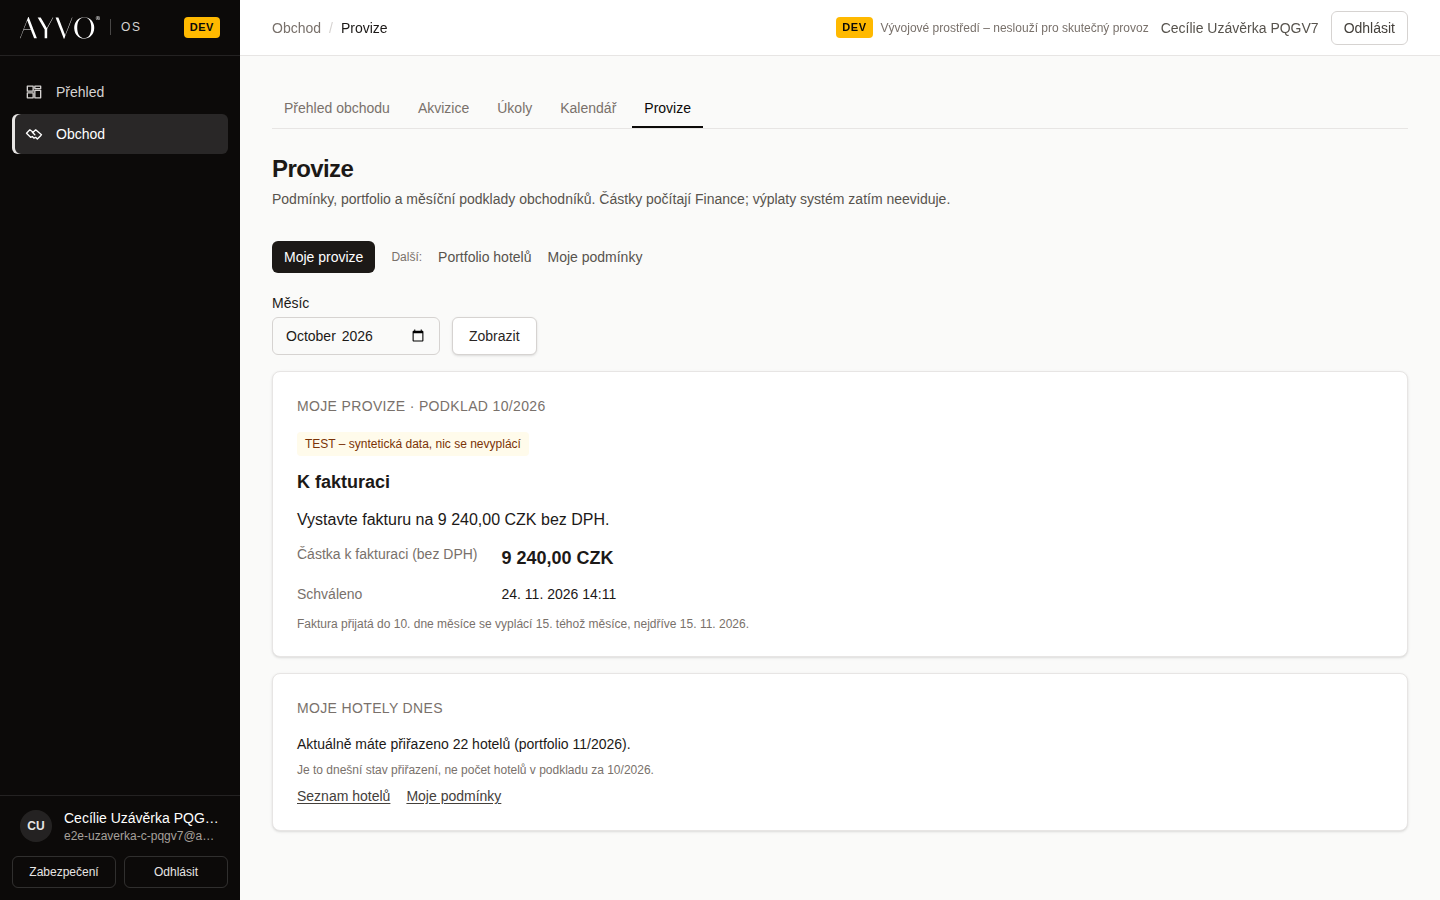 AYVO® OS DEV
Přehled
Obchod
Cecílie Uzávěrka PQG…
CU
e2e-uzaverka-c-pqgv7@a…
Zabezpečení Odhlásit
Obchod / Provize
DEV Vývojové prostředí – neslouží pro skutečný provoz Cecílie Uzávěrka PQGV7 Odhlásit
Přehled obchodu Akvizice Úkoly Kalendář Provize
Provize
Podmínky, portfolio a měsíční podklady obchodníků. Částky počítají Finance; výplaty systém zatím neeviduje.
Moje provize Další: Portfolio hotelů Moje podmínky
Měsíc
October 2026 Zobrazit
MOJE PROVIZE · PODKLAD 10/2026
TEST – syntetická data, nic se nevyplácí
K fakturaci
Vystavte fakturu na 9 240,00 CZK bez DPH.
Částka k fakturaci (bez DPH) 9 240,00 CZK
Schváleno 24. 11. 2026 14:11
Faktura přijatá do 10. dne měsíce se vyplácí 15. téhož měsíce, nejdříve 15. 11. 2026.
MOJE HOTELY DNES
Aktuálně máte přiřazeno 22 hotelů (portfolio 11/2026).
Je to dnešní stav přiřazení, ne počet hotelů v podkladu za 10/2026.
Seznam hotelů Moje podmínky